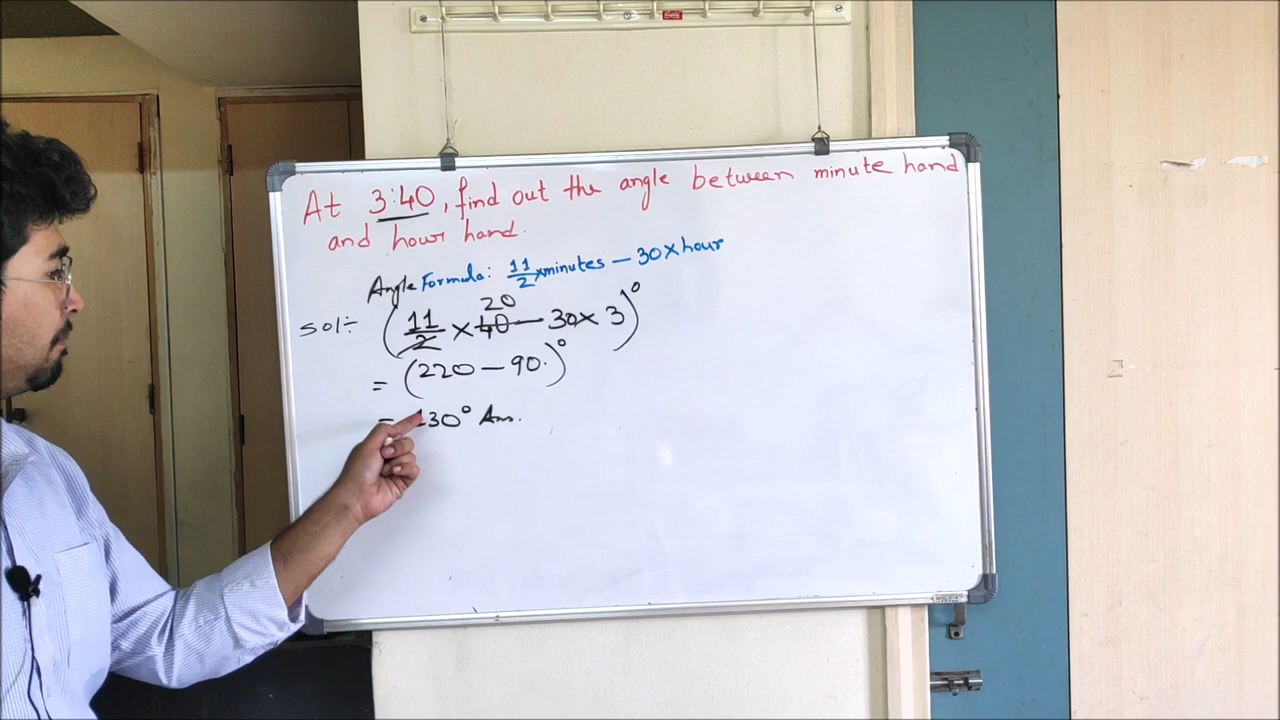 At 3:40, find out the angle between minute hand
and hour hand.
Angle Formula: 11/2 x minutes — 30 x hour
20
Sol÷ (11/2 x 40 — 30 x 3)°
= (220 — 90.)°
= 130° Ans.